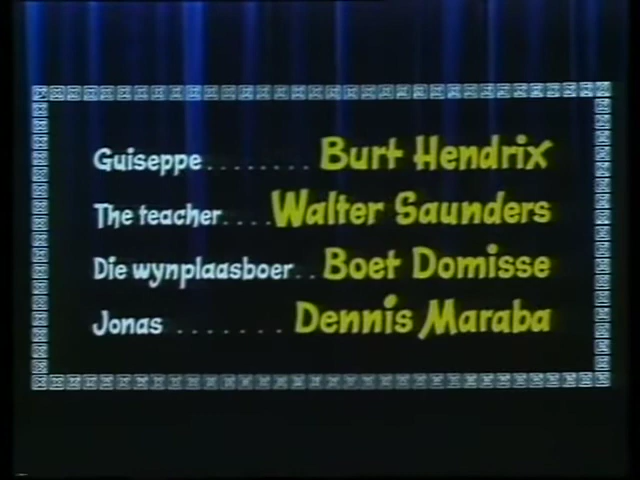 Guiseppe........ Burt Hendrix
The teacher....Walter Saunders
Die wynplaasboer.. Boet Domisse
Jonas ....... Dennis Maraba